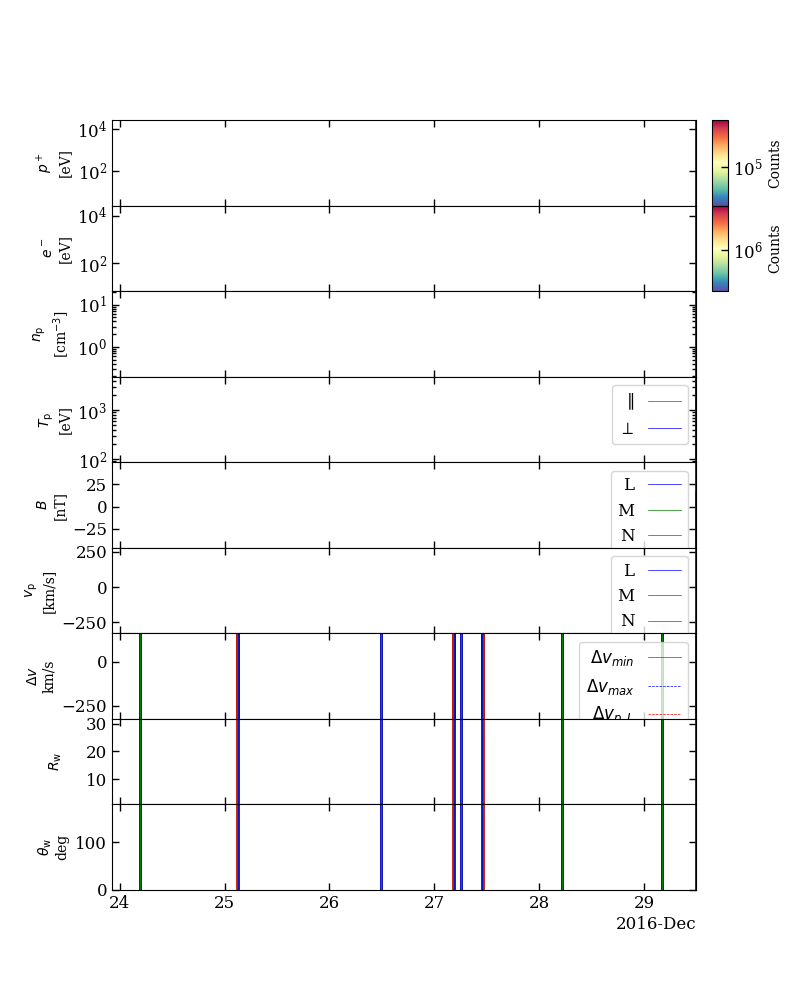 10^4
10^2
p^+
[eV]
10^5
Counts
10^4
10^2
e^−
[eV]
10^6
Counts
10^1
10^0
n_p
[cm^−3]
10^3
10^2
T_p
[eV]
∥
⊥
25
0
−25
B
[nT]
L
M
N
250
0
−250
v_p
[km/s]
L
M
N
0
−250
Δv
km/s
Δv_min
Δv_max
Δv_p,L
30
20
10
R_w
100
0
θ_w
deg
24 25 26 27 28 29
2016-Dec